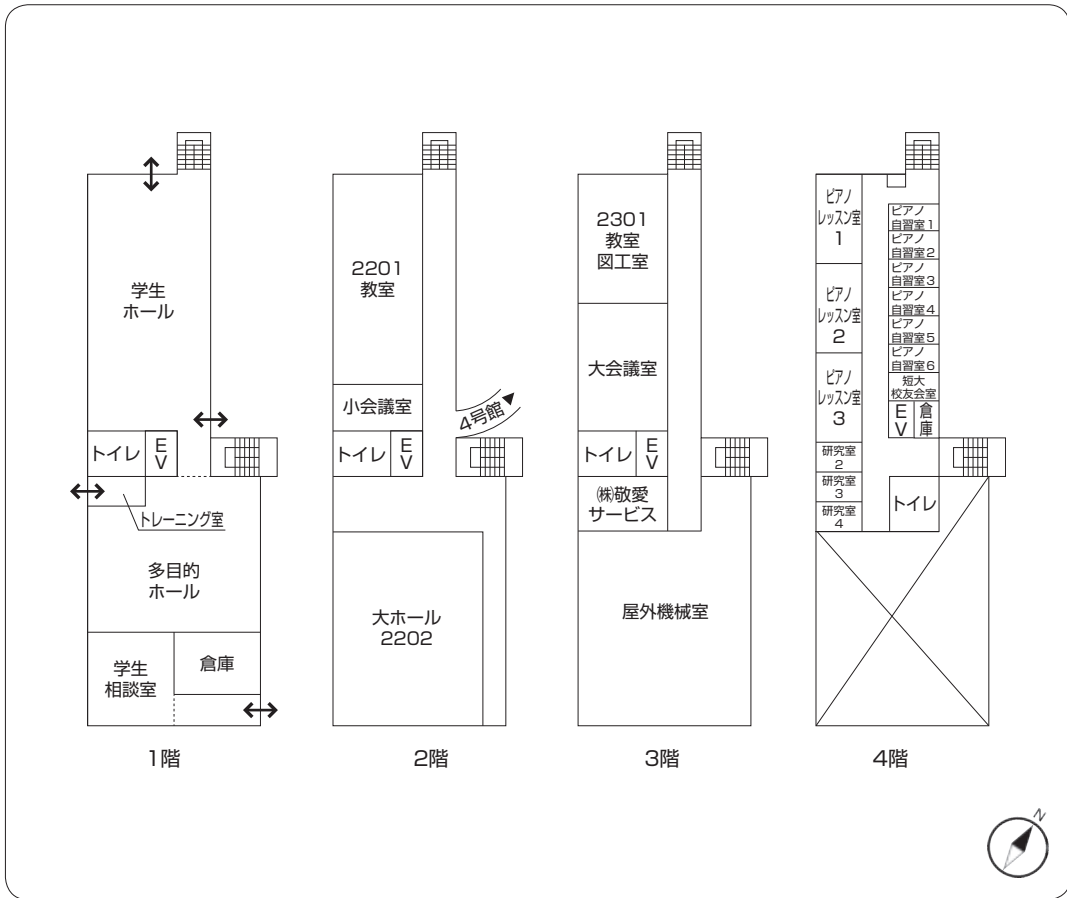 学生
ホール
トイレ
E
V
トレーニング室
多目的
ホール
学生
相談室
倉庫
1階
2201
教室
小会議室
4号館
トイレ
E
V
大ホール
2202
2階
2301
教室
図工室
大会議室
トイレ
E
V
㈱敬愛
サービス
屋外機械室
3階
ピアノ
レッスン室
1
ピアノ
レッスン室
2
ピアノ
レッスン室
3
研究室
2
研究室
3
研究室
4
ピアノ
自習室1
ピアノ
自習室2
ピアノ
自習室3
ピアノ
自習室4
ピアノ
自習室5
ピアノ
自習室6
短大
校友会室
E
V
倉
庫
トイレ
4階
N